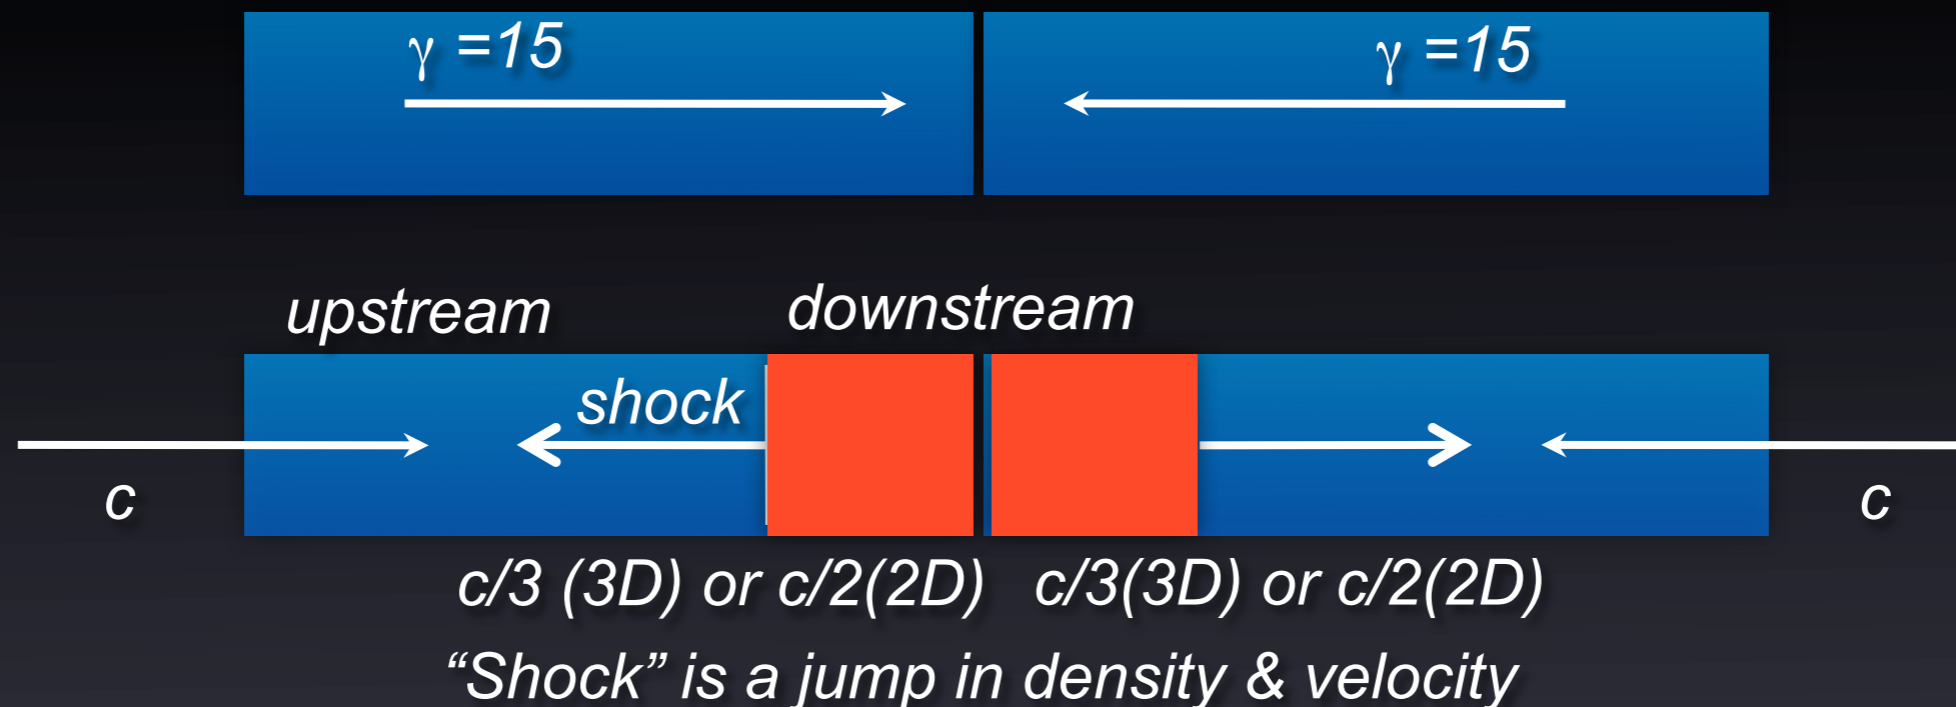 γ =15
γ =15
upstream
downstream
shock
c
c
c/3 (3D) or c/2(2D)
c/3(3D) or c/2(2D)
“Shock” is a jump in density & velocity